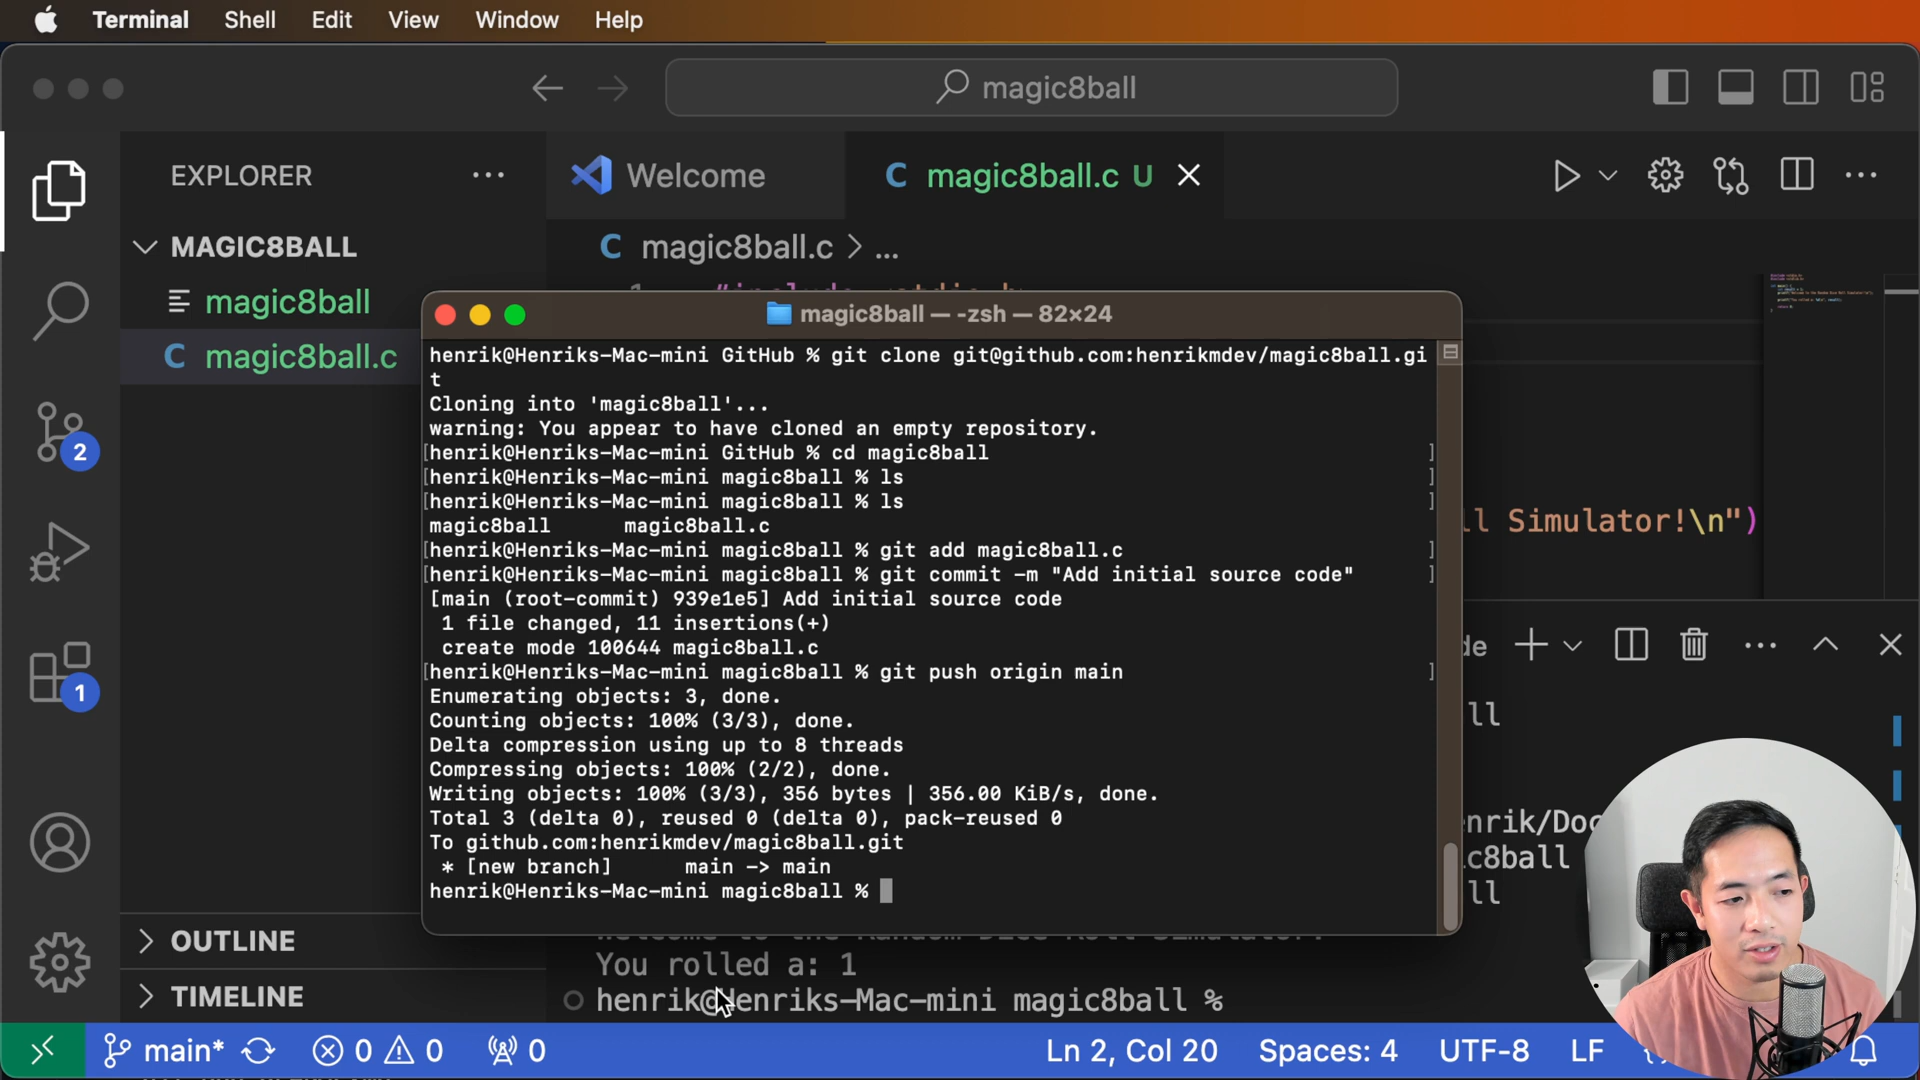 Terminal Shell Edit View Window Help
magic8ball
EXPLORER
Welcome
magic8ball.c U
MAGIC8BALL
magic8ball.c > ...
magic8ball
magic8ball.c
magic8ball — -zsh — 82×24
henrik@Henriks-Mac-mini GitHub % git clone git@github.com:henrikmdev/magic8ball.gi
t
Cloning into 'magic8ball'...
warning: You appear to have cloned an empty repository.
[henrik@Henriks-Mac-mini GitHub % cd magic8ball ]
[henrik@Henriks-Mac-mini magic8ball % ls ]
[henrik@Henriks-Mac-mini magic8ball % ls ]
magic8ball magic8ball.c
[henrik@Henriks-Mac-mini magic8ball % git add magic8ball.c ]
[henrik@Henriks-Mac-mini magic8ball % git commit -m "Add initial source code" ]
[main (root-commit) 939e1e5] Add initial source code
1 file changed, 11 insertions(+)
create mode 100644 magic8ball.c
[henrik@Henriks-Mac-mini magic8ball % git push origin main ]
Enumerating objects: 3, done.
Counting objects: 100% (3/3), done.
Delta compression using up to 8 threads
Compressing objects: 100% (2/2), done.
Writing objects: 100% (3/3), 356 bytes | 356.00 KiB/s, done.
Total 3 (delta 0), reused 0 (delta 0), pack-reused 0
To github.com:henrikmdev/magic8ball.git
* [new branch] main -> main
henrik@Henriks-Mac-mini magic8ball %
ll Simulator!\n")
2
1
de
ll
enrik/Doc
ic8ball
ll
OUTLINE
TIMELINE
You rolled a: 1
henrik@Henriks-Mac-mini magic8ball %
main* 0 0 0
Ln 2, Col 20 Spaces: 4 UTF-8 LF